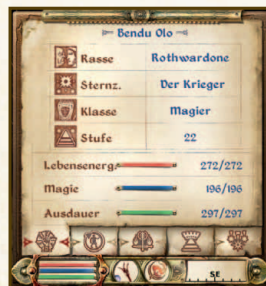 Bendu Olo
Rasse Rothwardone
Sternz. Der Krieger
Klasse Magier
Stufe 22
Lebensenerg. 272/272
Magie 196/196
Ausdauer 297/297
SE